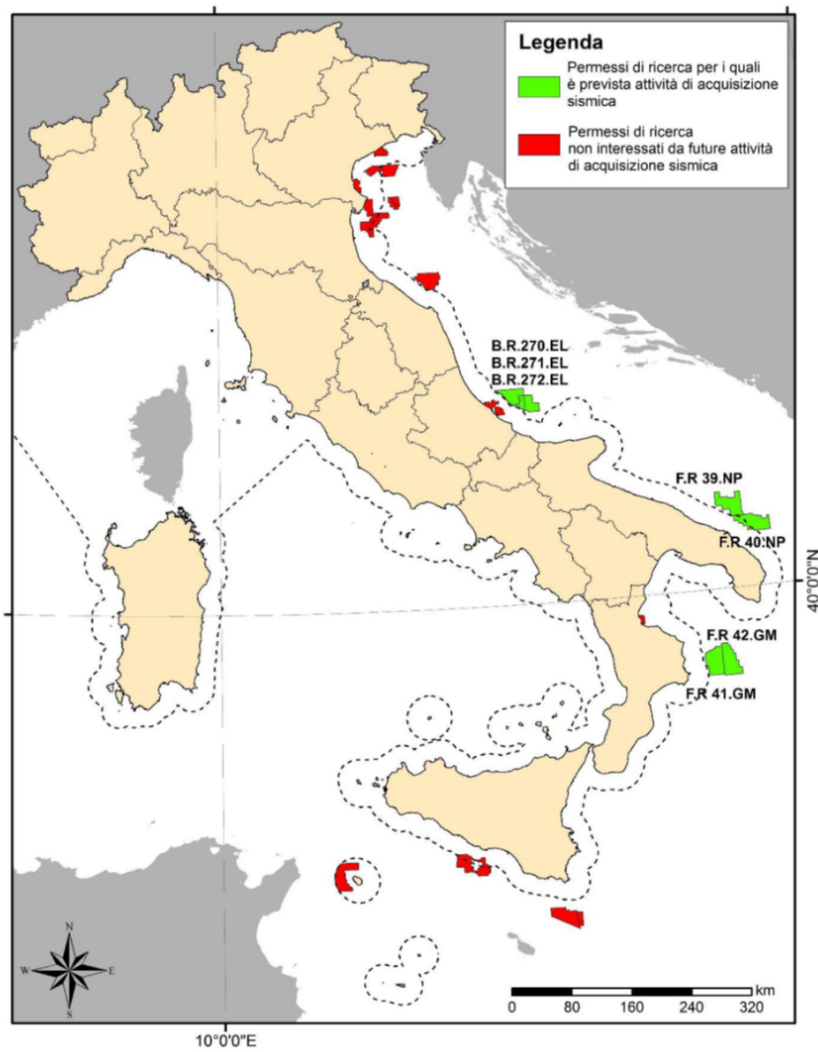 Legenda
Permessi di ricerca per i quali
è prevista attività di acquisizione
sismica
Permessi di ricerca
non interessati da future attività
di acquisizione sismica
B.R.270.EL
B.R.271.EL
B.R.272.EL
F.R 39.NP
F.R 40.NP
40°0'0"N
F.R 42.GM
F.R 41.GM
N
W
E
S
km
0 80 160 240 320
10°0'0"E